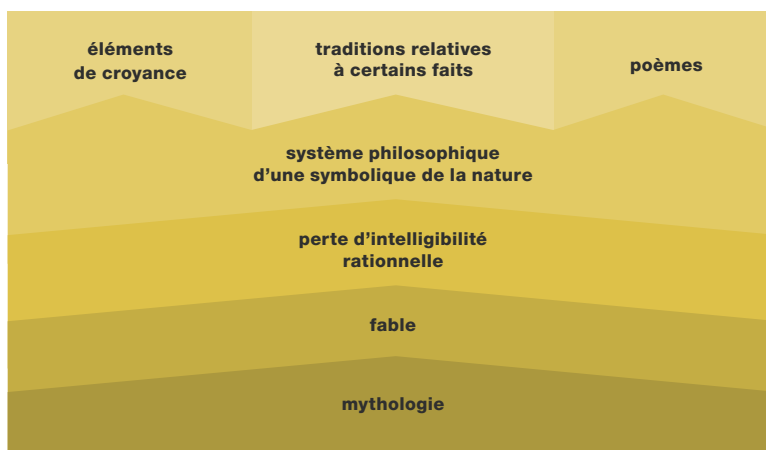 éléments
de croyance
traditions relatives
à certains faits
poèmes
système philosophique
d’une symbolique de la nature
perte d’intelligibilité
rationnelle
fable
mythologie